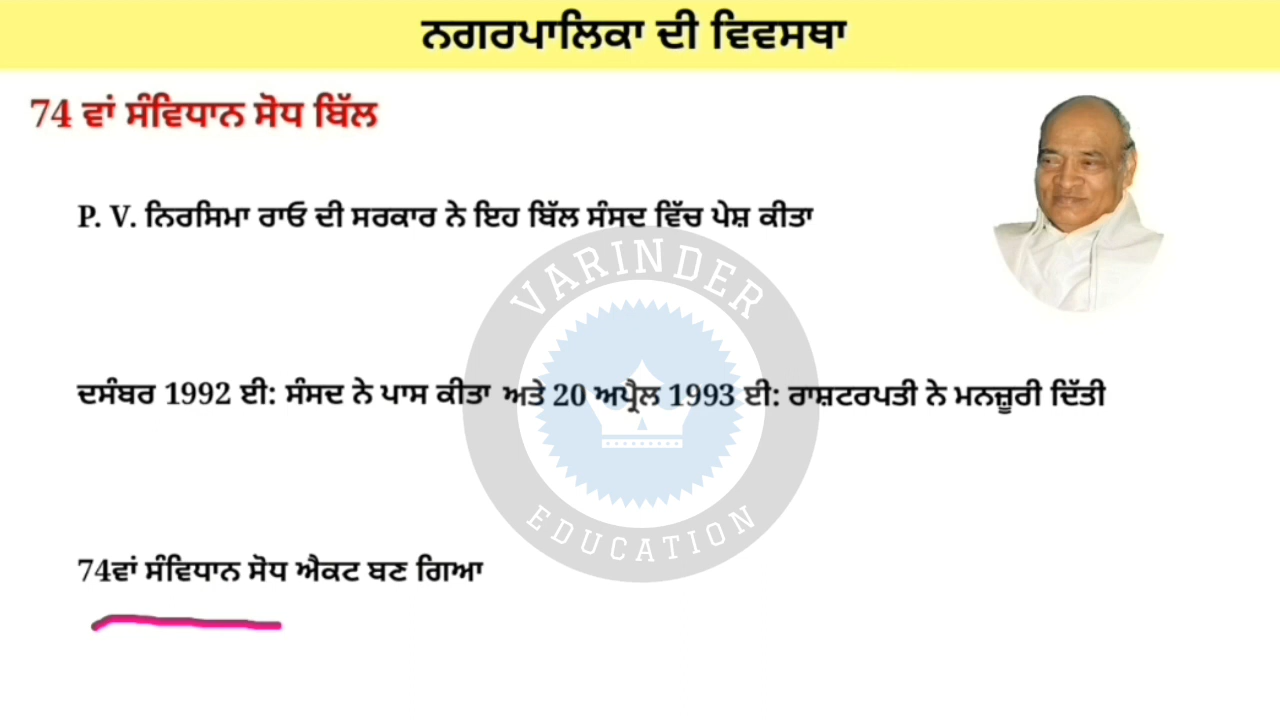 ਨਗਰਪਾਲਿਕਾ ਦੀ ਵਿਵਸਥਾ
74 ਵਾਂ ਸੰਵਿਧਾਨ ਸੋਧ ਬਿੱਲ
P. V. ਨਿਰਸਿਮਾ ਰਾਓ ਦੀ ਸਰਕਾਰ ਨੇ ਇਹ ਬਿੱਲ ਸੰਸਦ ਵਿੱਚ ਪੇਸ਼ ਕੀਤਾ
VARINDER
ਦਸੰਬਰ 1992 ਈ: ਸੰਸਦ ਨੇ ਪਾਸ ਕੀਤਾ ਅਤੇ 20 ਅਪ੍ਰੈਲ 1993 ਈ: ਰਾਸ਼ਟਰਪਤੀ ਨੇ ਮਨਜ਼ੂਰੀ ਦਿੱਤੀ
EDUCATION
74ਵਾਂ ਸੰਵਿਧਾਨ ਸੋਧ ਐਕਟ ਬਣ ਗਿਆ